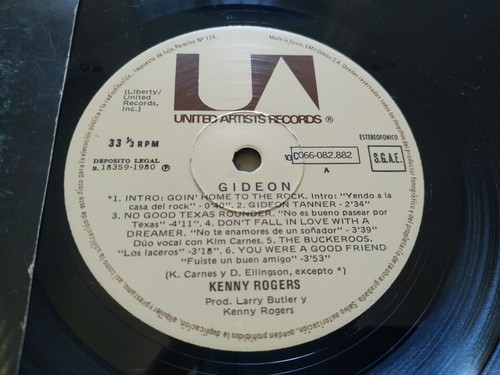 UA
UNITED ARTISTS RECORDS ®
(Liberty/
United
Records,
Inc.)
33 ⅓ RPM
ESTEREOFONICO
DEPOSITO LEGAL
B.18359-1980 Ⓟ
10C066-082.882
A
S.G.A.E.
GIDEON
*1. INTRO: GOIN' HOME TO THE ROCK. Intro: "Yendo a la
casa del rock" - 0'40". 2. GIDEON TANNER - 2'34"
3. NO GOOD TEXAS ROUNDER. "No es bueno pasear por
Texas" - 4'11". 4. DON'T FALL IN LOVE WITH A
DREAMER. "No te enamores de un soñador" - 3'39"
Dúo vocal con Kim Carnes. 5. THE BUCKEROOS.
"Los laceros" -3'18". 6. YOU WERE A GOOD FRIEND
"Fuiste un buen amigo" -3'53"
(K. Carnes y D. Ellingson, excepto *)
KENNY ROGERS
Prod. Larry Butler y
Kenny Rogers